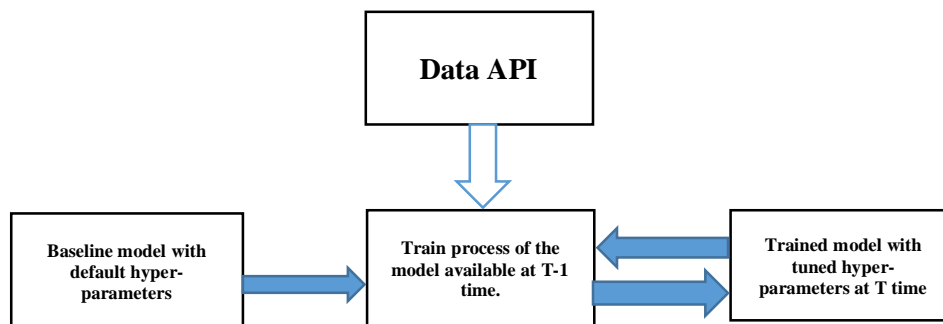 Data API
Baseline model with
default hyper-
parameters
Train process of the
model available at T-1
time.
Trained model with
tuned hyper-
parameters at T time